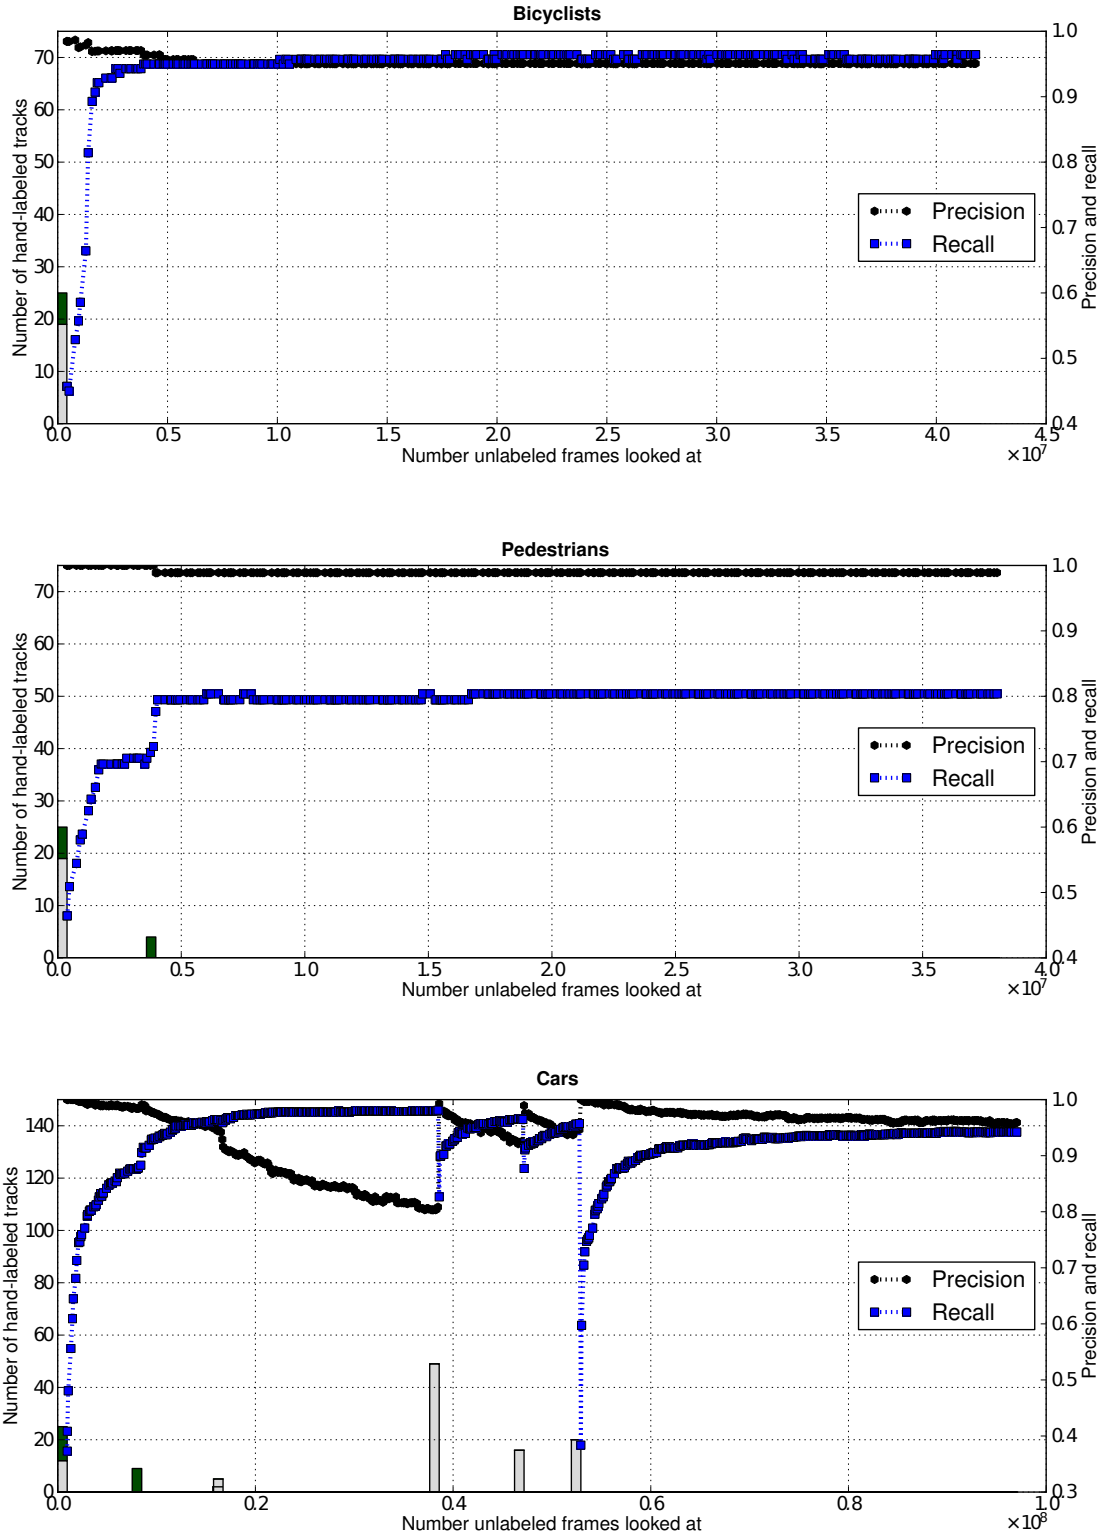 Bicyclists
Number of hand-labeled tracks
70
60
50
40
30
20
10
0
1.0
0.9
0.8
0.7
0.6
0.5
0.4
Precision and recall
Precision
Recall
0.0 0.5 1.0 1.5 2.0 2.5 3.0 3.5 4.0 4.5
Number unlabeled frames looked at
×10⁷
Pedestrians
Number of hand-labeled tracks
70
60
50
40
30
20
10
0
1.0
0.9
0.8
0.7
0.6
0.5
0.4
Precision and recall
Precision
Recall
0.0 0.5 1.0 1.5 2.0 2.5 3.0 3.5 4.0
Number unlabeled frames looked at
×10⁷
Cars
Number of hand-labeled tracks
140
120
100
80
60
40
20
0
1.0
0.9
0.8
0.7
0.6
0.5
0.4
0.3
Precision and recall
Precision
Recall
0.0 0.2 0.4 0.6 0.8 1.0
Number unlabeled frames looked at
×10⁸